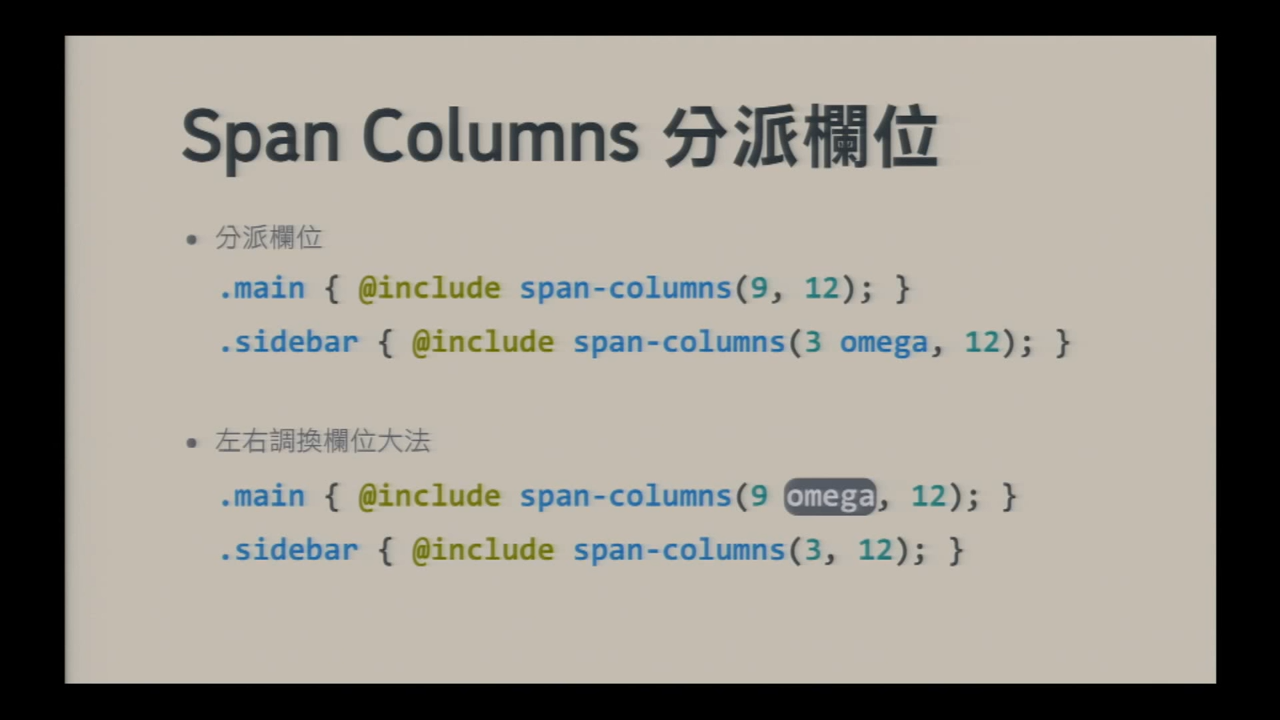 Span Columns 分派欄位
• 分派欄位
.main { @include span-columns(9, 12); }
.sidebar { @include span-columns(3 omega, 12); }
• 左右調換欄位大法
.main { @include span-columns(9 omega, 12); }
.sidebar { @include span-columns(3, 12); }